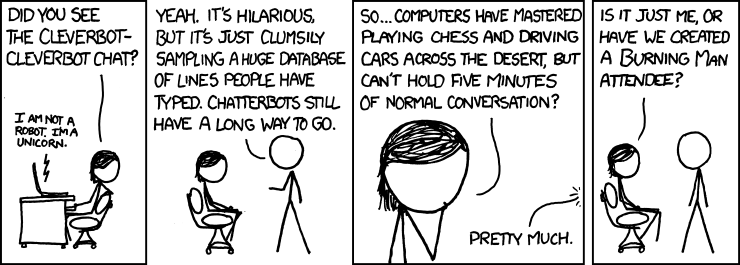 DID YOU SEE
THE CLEVERBOT-
CLEVERBOT CHAT?
I AM NOT A
ROBOT. I'M A
UNICORN.
YEAH. IT'S HILARIOUS,
BUT IT'S JUST CLUMSILY
SAMPLING A HUGE DATABASE
OF LINES PEOPLE HAVE
TYPED. CHATTERBOTS STILL
HAVE A LONG WAY TO GO.
SO... COMPUTERS HAVE MASTERED
PLAYING CHESS AND DRIVING
CARS ACROSS THE DESERT, BUT
CAN'T HOLD FIVE MINUTES
OF NORMAL CONVERSATION?
PRETTY MUCH.
IS IT JUST ME, OR
HAVE WE CREATED
A BURNING MAN
ATTENDEE?